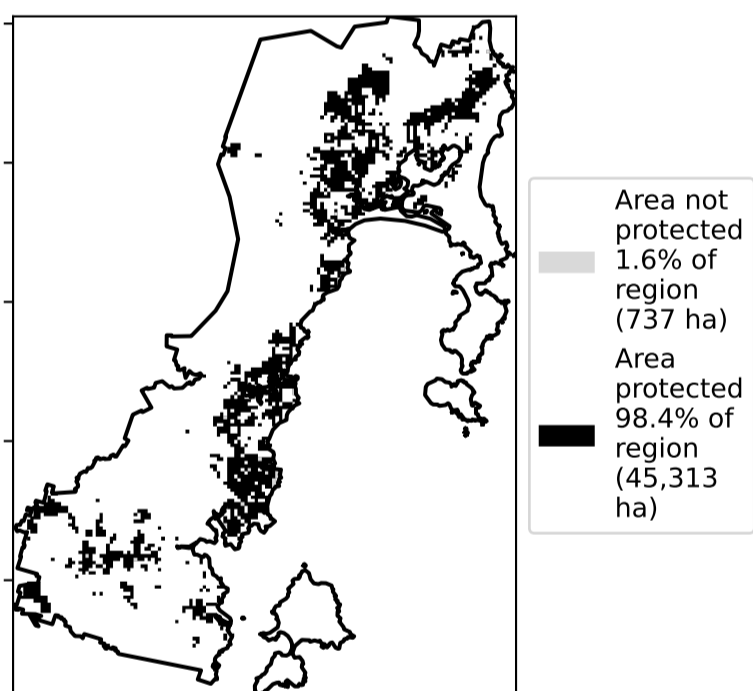 Area not
protected
1.6% of
region
(737 ha)
Area
protected
98.4% of
region
(45,313
ha)